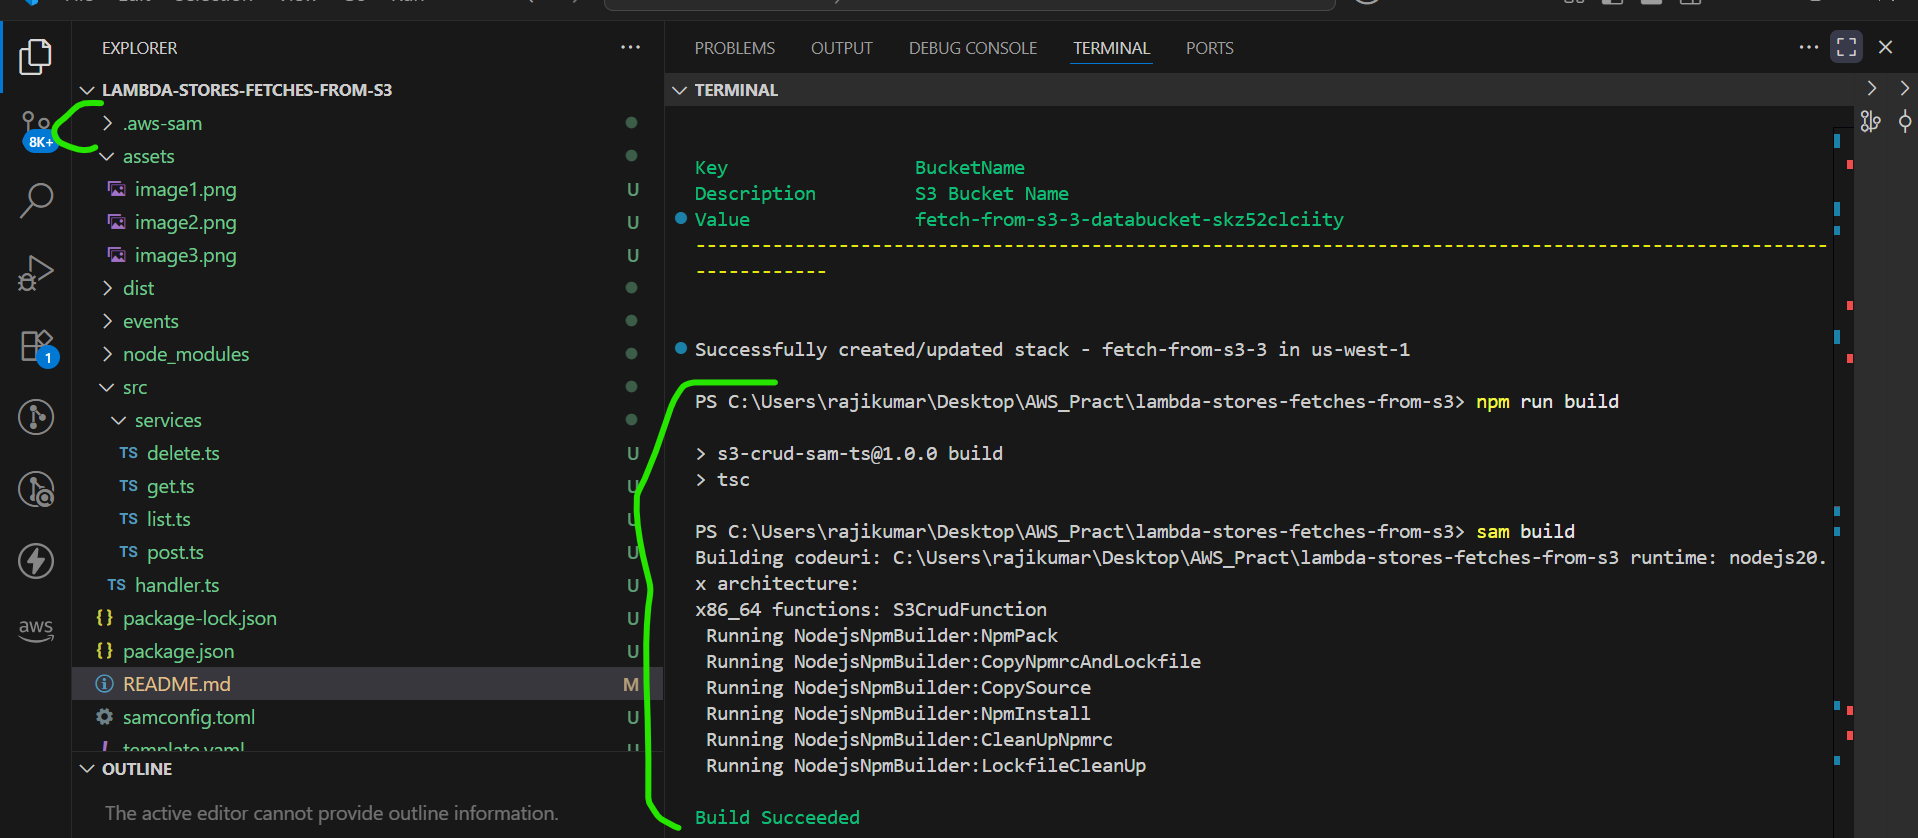 EXPLORER
LAMBDA-STORES-FETCHES-FROM-S3
8K+
.aws-sam
assets
image1.png U
image2.png U
image3.png U
dist
events
node_modules
1
src
services
TS delete.ts U
TS get.ts U
TS list.ts U
TS post.ts U
TS handler.ts U
{} package-lock.json U
aws
{} package.json U
README.md M
samconfig.toml U
template.yaml U
OUTLINE
The active editor cannot provide outline information.
PROBLEMS OUTPUT DEBUG CONSOLE TERMINAL PORTS
TERMINAL
Key BucketName
Description S3 Bucket Name
Value fetch-from-s3-3-databucket-skz52clciity
-------------------------------------------------------------------------------------------------------
------------
Successfully created/updated stack - fetch-from-s3-3 in us-west-1
PS C:\Users\rajikumar\Desktop\AWS_Pract\lambda-stores-fetches-from-s3> npm run build
> s3-crud-sam-ts@1.0.0 build
> tsc
PS C:\Users\rajikumar\Desktop\AWS_Pract\lambda-stores-fetches-from-s3> sam build
Building codeuri: C:\Users\rajikumar\Desktop\AWS_Pract\lambda-stores-fetches-from-s3 runtime: nodejs20.
x architecture:
x86_64 functions: S3CrudFunction
Running NodejsNpmBuilder:NpmPack
Running NodejsNpmBuilder:CopyNpmrcAndLockfile
Running NodejsNpmBuilder:CopySource
Running NodejsNpmBuilder:NpmInstall
Running NodejsNpmBuilder:CleanUpNpmrc
Running NodejsNpmBuilder:LockfileCleanUp
Build Succeeded